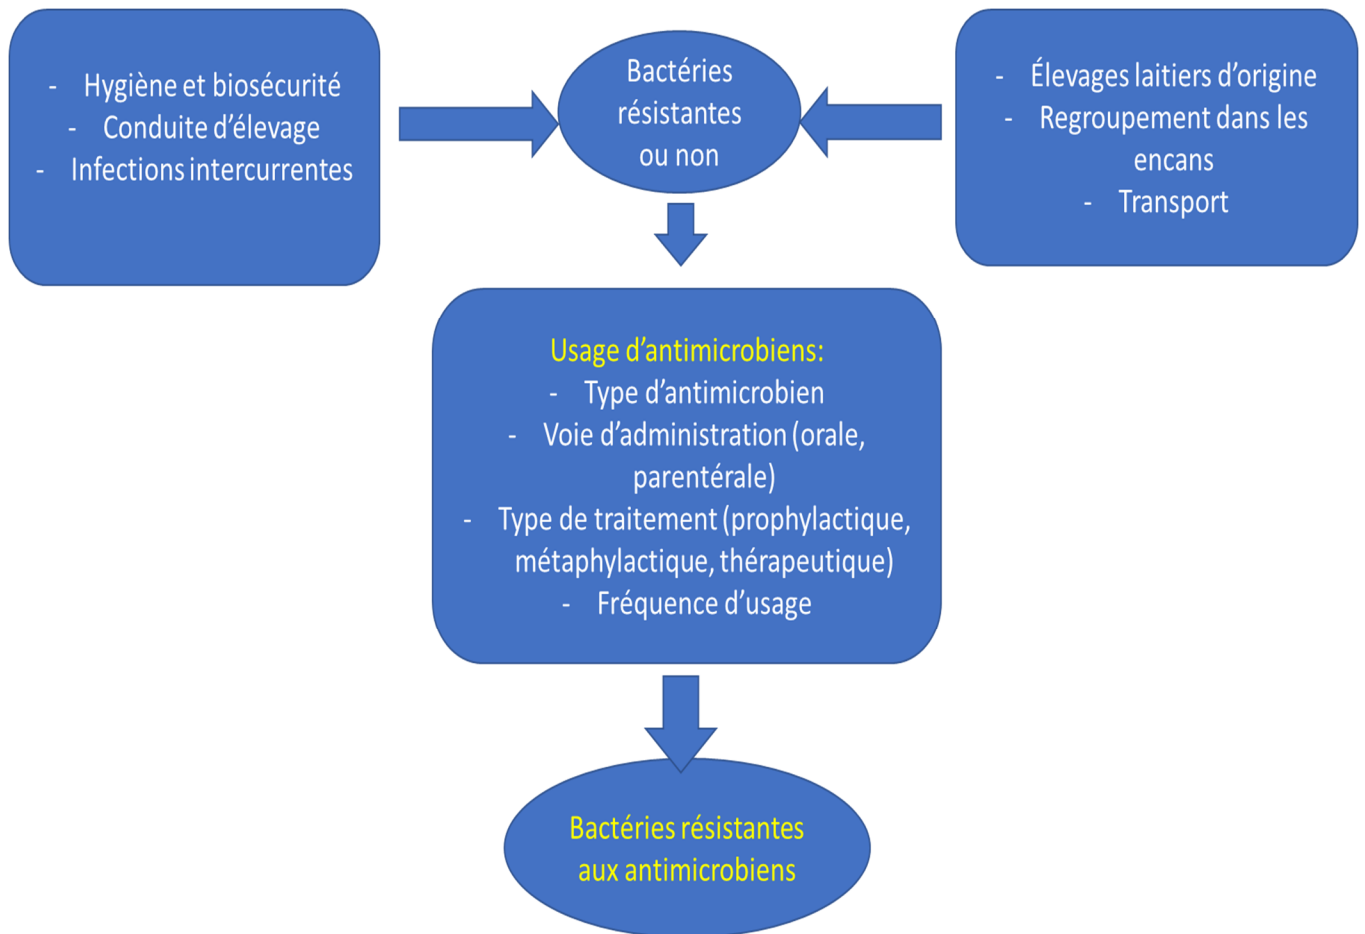 - Hygiène et biosécurité
- Conduite d’élevage
- Infections intercurrentes
Bactéries
résistantes
ou non
- Élevages laitiers d’origine
- Regroupement dans les
encans
- Transport
Usage d’antimicrobiens:
- Type d’antimicrobien
- Voie d’administration (orale,
parentérale)
- Type de traitement (prophylactique,
métaphylactique, thérapeutique)
- Fréquence d’usage
Bactéries résistantes
aux antimicrobiens